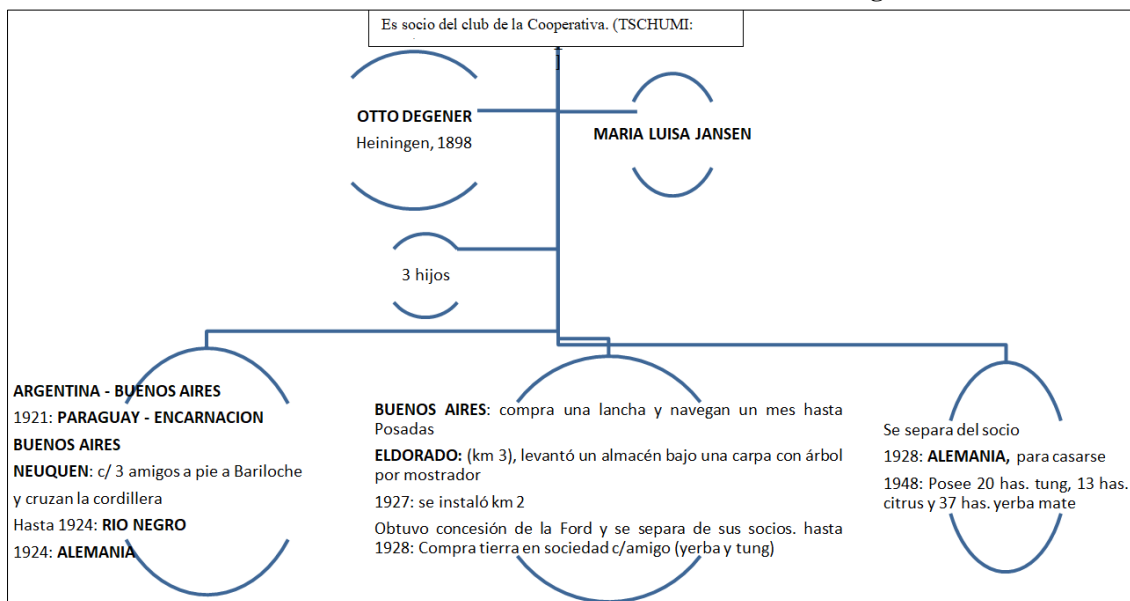 Es socio del club de la Cooperativa. (TSCHUMI:
OTTO DEGENER
Heiningen, 1898
MARIA LUISA JANSEN
3 hijos
ARGENTINA - BUENOS AIRES
1921: PARAGUAY - ENCARNACION
BUENOS AIRES
NEUQUEN: c/ 3 amigos a pie a Bariloche
y cruzan la cordillera
Hasta 1924: RIO NEGRO
1924: ALEMANIA
BUENOS AIRES: compra una lancha y navegan un mes hasta
Posadas
ELDORADO: (km 3), levantó un almacén bajo una carpa con árbol
por mostrador
1927: se instaló km 2
Obtuvo concesión de la Ford y se separa de sus socios. hasta
1928: Compra tierra en sociedad c/amigo (yerba y tung)
Se separa del socio
1928: ALEMANIA, para casarse
1948: Posee 20 has. tung, 13 has.
citrus y 37 has. yerba mate